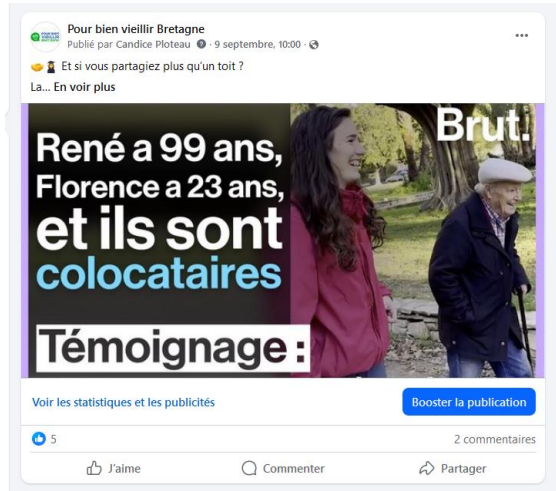 Pour bien vieillir Bretagne
Publié par Candice Ploteau · 9 septembre, 10:00 ·
Et si vous partagiez plus qu'un toit ?
La... En voir plus
Brut.
René a 99 ans,
Florence a 23 ans,
et ils sont
colocataires
Témoignage :
Voir les statistiques et les publicités
Booster la publication
5
2 commentaires
J'aime
Commenter
Partager